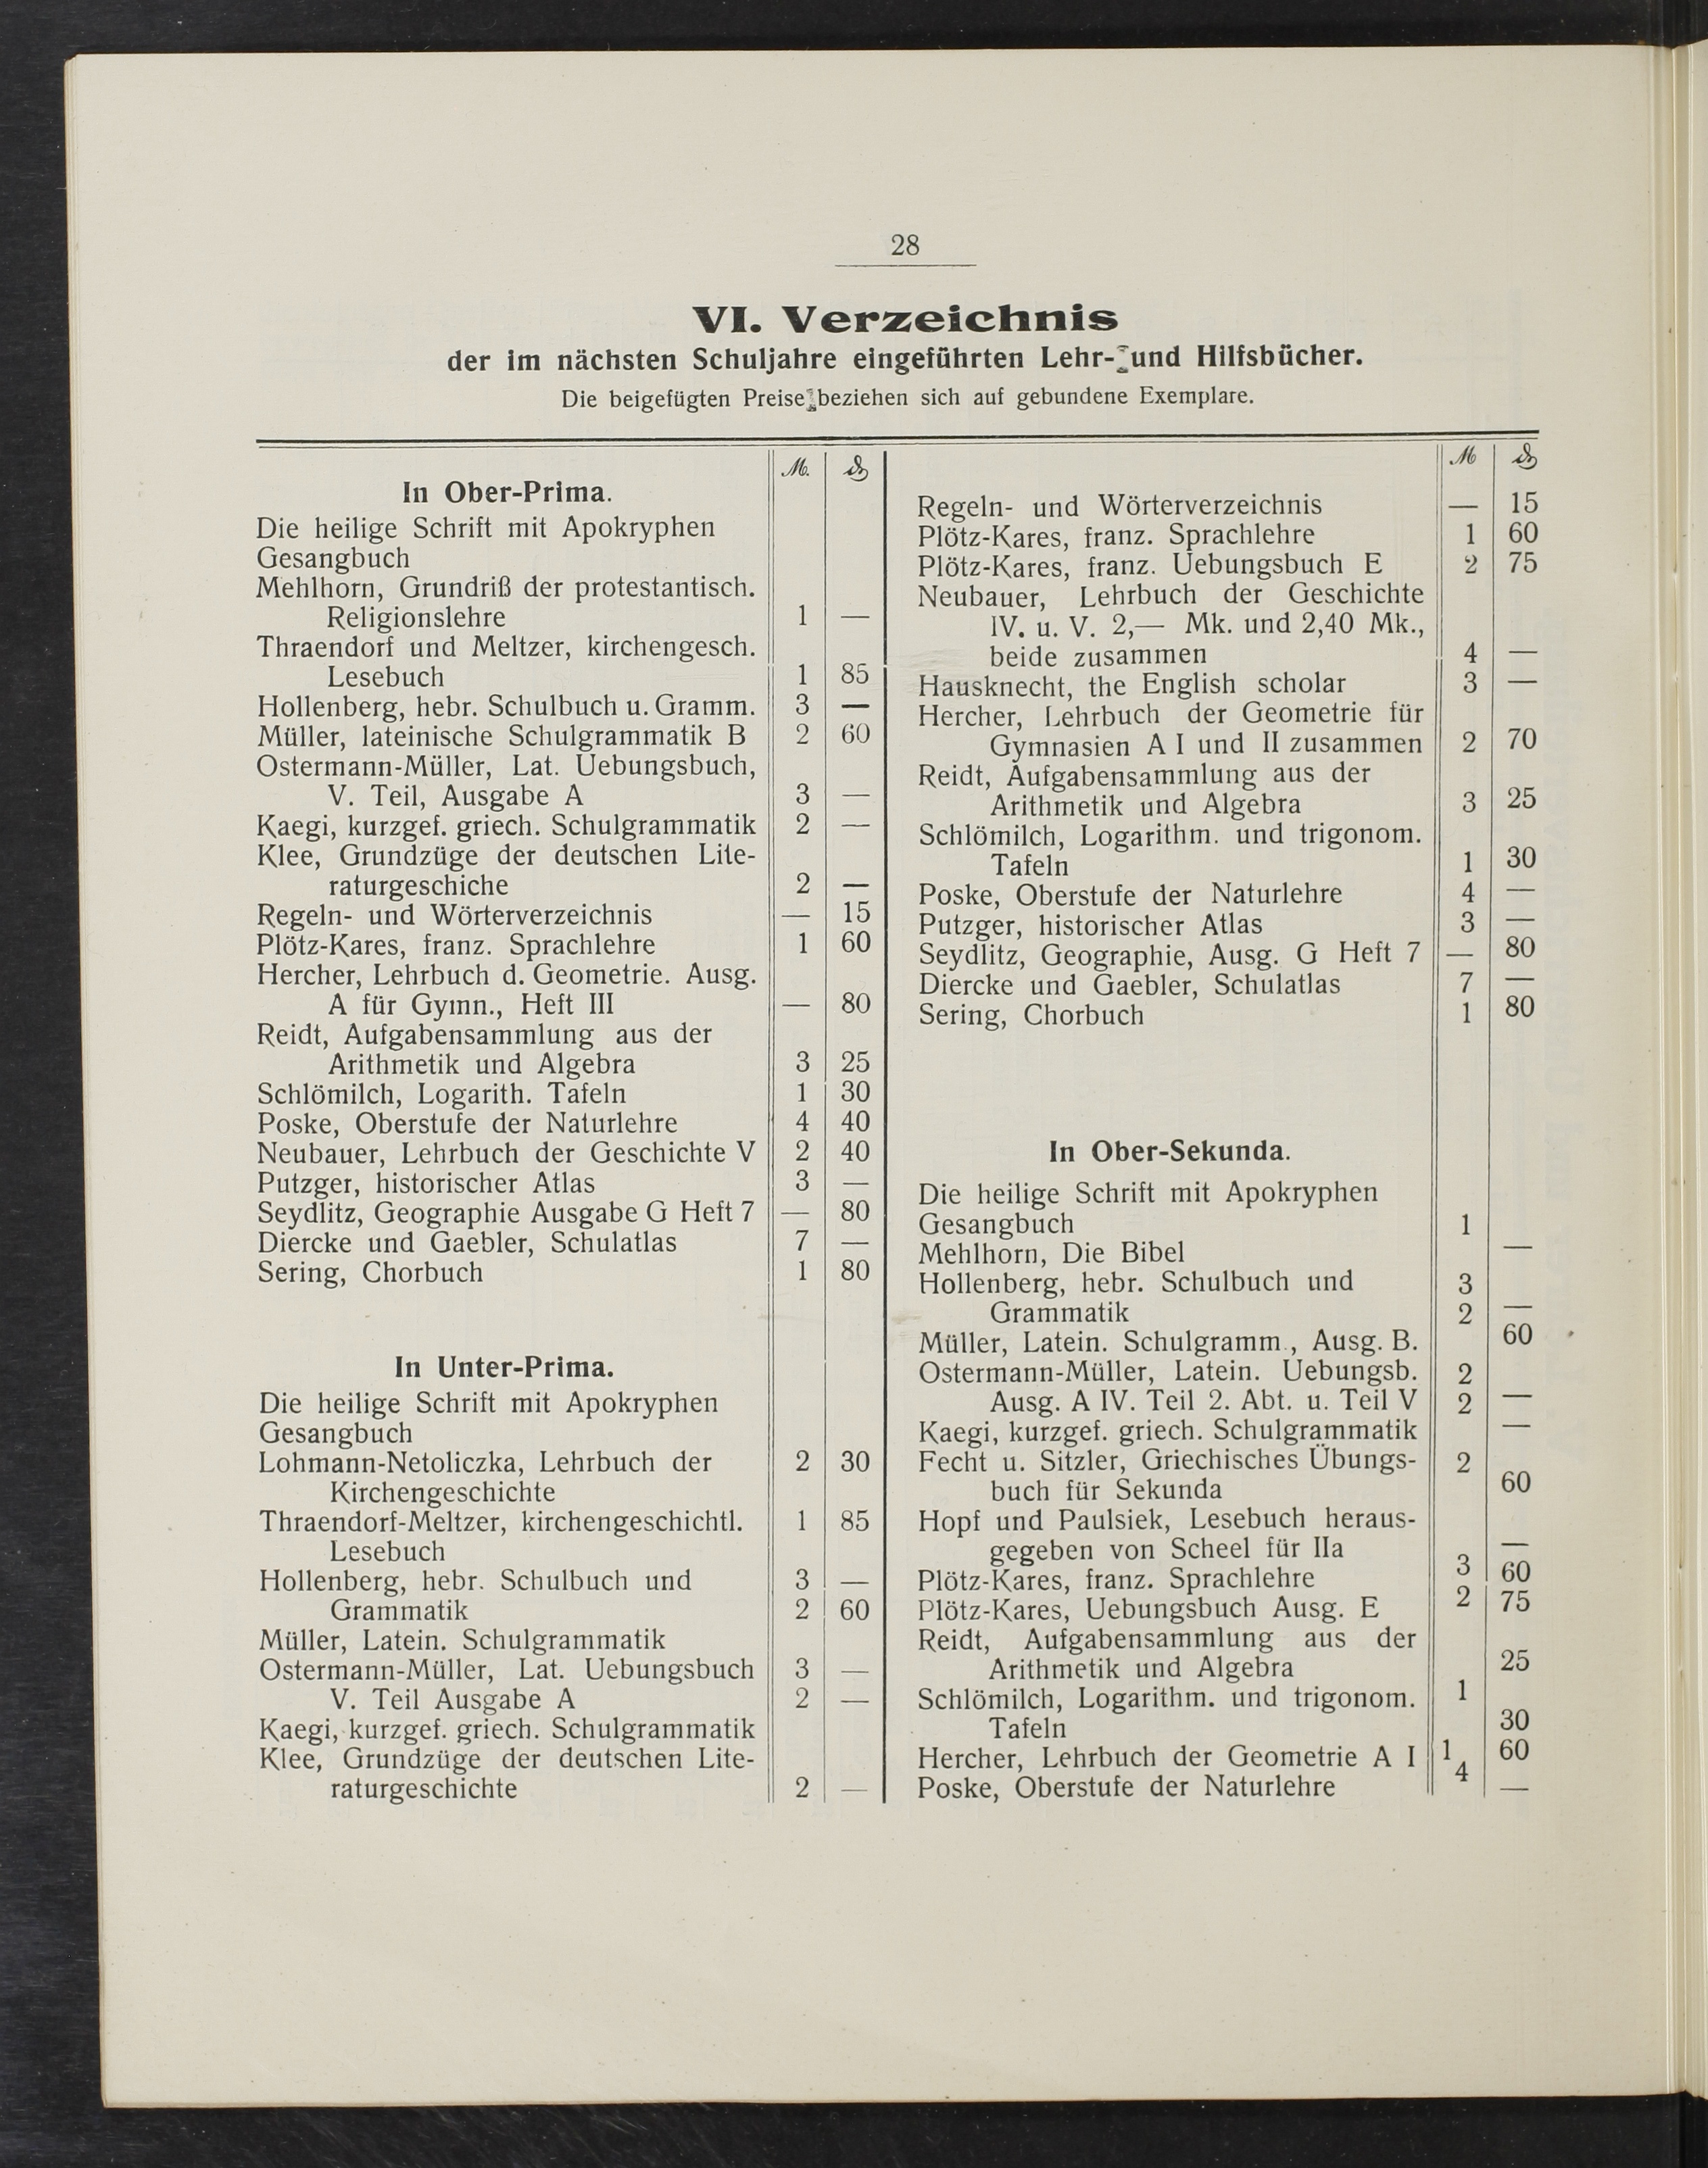 28
VI. Verzeichnis
der im nächsten Schuljahre eingeführten Lehr- und Hilfsbücher.
Die beigefügten Preise beziehen sich auf gebundene Exemplare.
M. ₰
In Ober-Prima.
Die heilige Schrift mit Apokryphen
Gesangbuch
Mehlhorn, Grundriß der protestantisch.
Religionslehre 1 —
Thraendorf und Meltzer, kirchengesch.
Lesebuch 1 85
Hollenberg, hebr. Schulbuch u. Gramm. 3 —
Müller, lateinische Schulgrammatik B 2 60
Ostermann-Müller, Lat. Uebungsbuch,
V. Teil, Ausgabe A 3 —
Kaegi, kurzgef. griech. Schulgrammatik 2 —
Klee, Grundzüge der deutschen Lite-
raturgeschiche 2 —
Regeln- und Wörterverzeichnis — 15
Plötz-Kares, franz. Sprachlehre 1 60
Hercher, Lehrbuch d. Geometrie. Ausg.
A für Gymn., Heft III — 80
Reidt, Aufgabensammlung aus der
Arithmetik und Algebra 3 25
Schlömilch, Logarith. Tafeln 1 30
Poske, Oberstufe der Naturlehre 4 40
Neubauer, Lehrbuch der Geschichte V 2 40
Putzger, historischer Atlas 3 —
Seydlitz, Geographie Ausgabe G Heft 7 — 80
Diercke und Gaebler, Schulatlas 7 —
Sering, Chorbuch 1 80
In Unter-Prima.
Die heilige Schrift mit Apokryphen
Gesangbuch
Lohmann-Netoliczka, Lehrbuch der 2 30
Kirchengeschichte
Thraendorf-Meltzer, kirchengeschichtl. 1 85
Lesebuch
Hollenberg, hebr. Schulbuch und 3 —
Grammatik 2 60
Müller, Latein. Schulgrammatik
Ostermann-Müller, Lat. Uebungsbuch 3 —
V. Teil Ausgabe A 2 —
Kaegi, kurzgef. griech. Schulgrammatik
Klee, Grundzüge der deutschen Lite-
raturgeschichte 2 —
M ₰
Regeln- und Wörterverzeichnis — 15
Plötz-Kares, franz. Sprachlehre 1 60
Plötz-Kares, franz. Uebungsbuch E 2 75
Neubauer, Lehrbuch der Geschichte
IV. u. V. 2,— Mk. und 2,40 Mk.,
beide zusammen 4 —
Hausknecht, the English scholar 3 —
Hercher, Lehrbuch der Geometrie für
Gymnasien A I und II zusammen 2 70
Reidt, Aufgabensammlung aus der
Arithmetik und Algebra 3 25
Schlömilch, Logarithm. und trigonom.
Tafeln 1 30
Poske, Oberstufe der Naturlehre 4 —
Putzger, historischer Atlas 3 —
Seydlitz, Geographie, Ausg. G Heft 7 — 80
Diercke und Gaebler, Schulatlas 7 —
Sering, Chorbuch 1 80
In Ober-Sekunda.
Die heilige Schrift mit Apokryphen
Gesangbuch 1
Mehlhorn, Die Bibel —
Hollenberg, hebr. Schulbuch und 3
Grammatik 2 —
Müller, Latein. Schulgramm., Ausg. B. 60
Ostermann-Müller, Latein. Uebungsb. 2
Ausg. A IV. Teil 2. Abt. u. Teil V 2 —
Kaegi, kurzgef. griech. Schulgrammatik —
Fecht u. Sitzler, Griechisches Übungs- 2
buch für Sekunda 60
Hopf und Paulsiek, Lesebuch heraus-
gegeben von Scheel für IIa —
Plötz-Kares, franz. Sprachlehre 3 60
Plötz-Kares, Uebungsbuch Ausg. E 2 75
Reidt, Aufgabensammlung aus der
Arithmetik und Algebra 25
Schlömilch, Logarithm. und trigonom. 1
Tafeln 30
Hercher, Lehrbuch der Geometrie A I 1 60
Poske, Oberstufe der Naturlehre 4 —